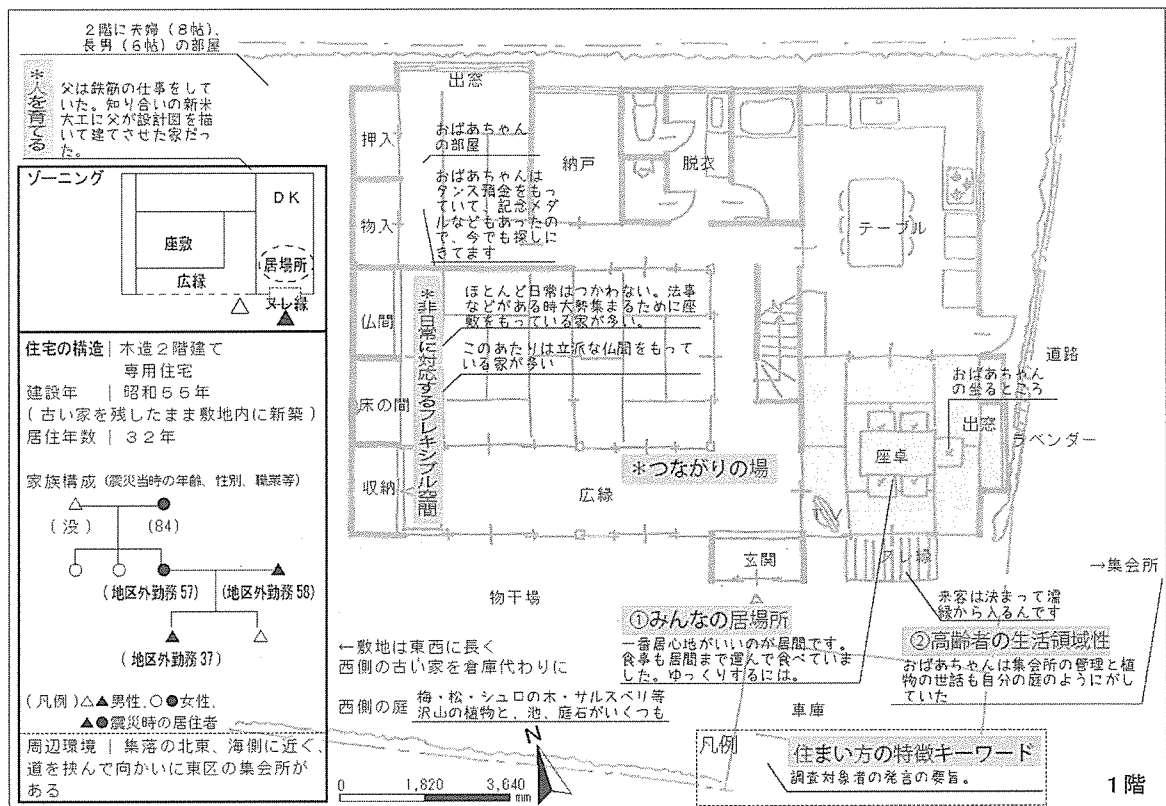 2階に夫婦(8帖)、
長男(6帖)の部屋
*人を育てる
父は鉄筋の仕事をして
いた。知り合いの新米
大工に父が設計図を描
いて建てさせた家だっ
た。
ゾーニング
DK
座敷
居場所
広縁
ヌレ縁
住宅の構造|木造2階建て
専用住宅
建設年 |昭和55年
(古い家を残したまま敷地内に新築)
居住年数|32年
家族構成(震災当時の年齢、性別、職業等)
(没)
(84)
(地区外勤務57)
(地区外勤務58)
(地区外勤務37)
(凡例)△▲男性、○●女性、
▲●震災時の居住者
周辺環境|集落の北東、海側に近く、
道を挟んで向かいに東区の集会所が
ある
出窓
押入
おばあちゃん
の部屋
納戸
脱衣
おばあちゃんは
タンス預金をもっ
ていて、記念メダ
ルなどもあったの
で、今でも探しに
きてます
物入
テーブル
仏間
*非日常に対応するフレキシブル空間
ほとんど日常はつかわない。法事
などがある時大勢集まるために座
敷をもっている家が多い。
このあたりは立派な仏間をもって
いる家が多い
道路
おばあちゃん
の坐るところ
床の間
出窓
ラベンダー
座卓
*つながりの場
収納
広縁
玄関
ヌレ縁
→集会所
物干場
来客は決まって濡
縁から入るんです
①みんなの居場所
一番居心地がいいのが居間です。
食事も居間まで運んで食べていま
した。ゆっくりするには。
②高齢者の生活領域性
おばあちゃんは集会所の管理と植
物の世話も自分の庭のようにがし
ていた
←敷地は東西に長く
西側の古い家を倉庫代わりに
西側の庭
梅・松・シュロの木・サルスベリ等
沢山の植物と、池、庭石がいくつも
車庫
N
0 1,820 3,640
mm
凡例
住まい方の特徴キーワード
調査対象者の発言の要旨。
1階